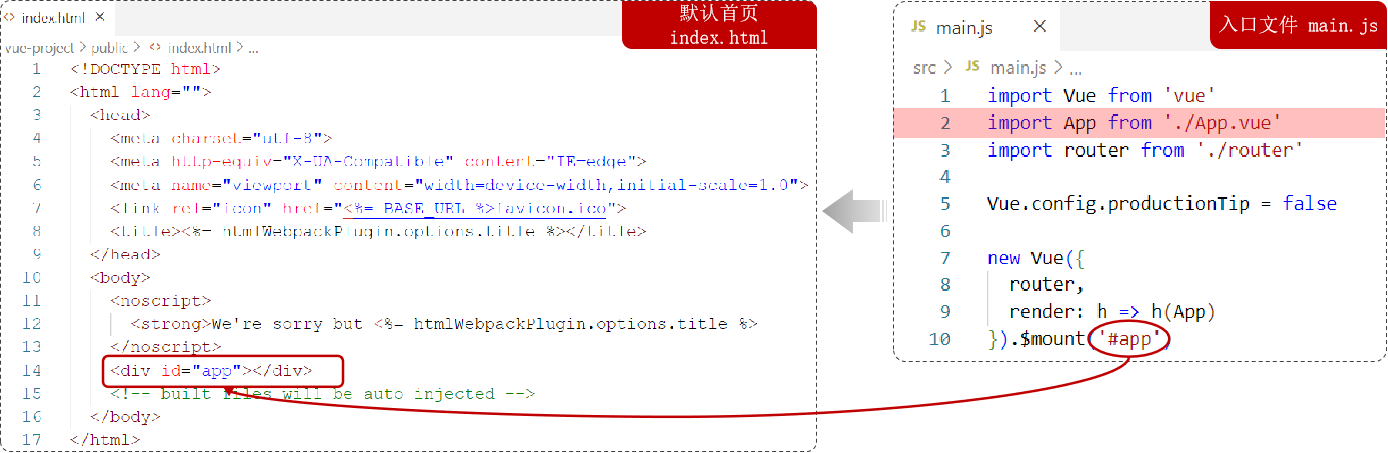 index.html ×
默认首页
index.html
vue-project > public > <> index.html > ...
1 <!DOCTYPE html>
2 <html lang="">
3 <head>
4 <meta charset="utf-8">
5 <meta http-equiv="X-UA-Compatible" content="IE=edge">
6 <meta name="viewport" content="width=device-width,initial-scale=1.0">
7 <link rel="icon" href="<%= BASE_URL %>favicon.ico">
8 <title><%= htmlWebpackPlugin.options.title %></title>
9 </head>
10 <body>
11 <noscript>
12 <strong>We're sorry but <%= htmlWebpackPlugin.options.title %>
13 </noscript>
14 <div id="app"></div>
15 <!-- built files will be auto injected -->
16 </body>
17 </html>
JS main.js ×
入口文件 main.js
src > JS main.js > ...
1 import Vue from 'vue'
2 import App from './App.vue'
3 import router from './router'
4
5 Vue.config.productionTip = false
6
7 new Vue({
8 router,
9 render: h => h(App)
10 }).$mount('#app')